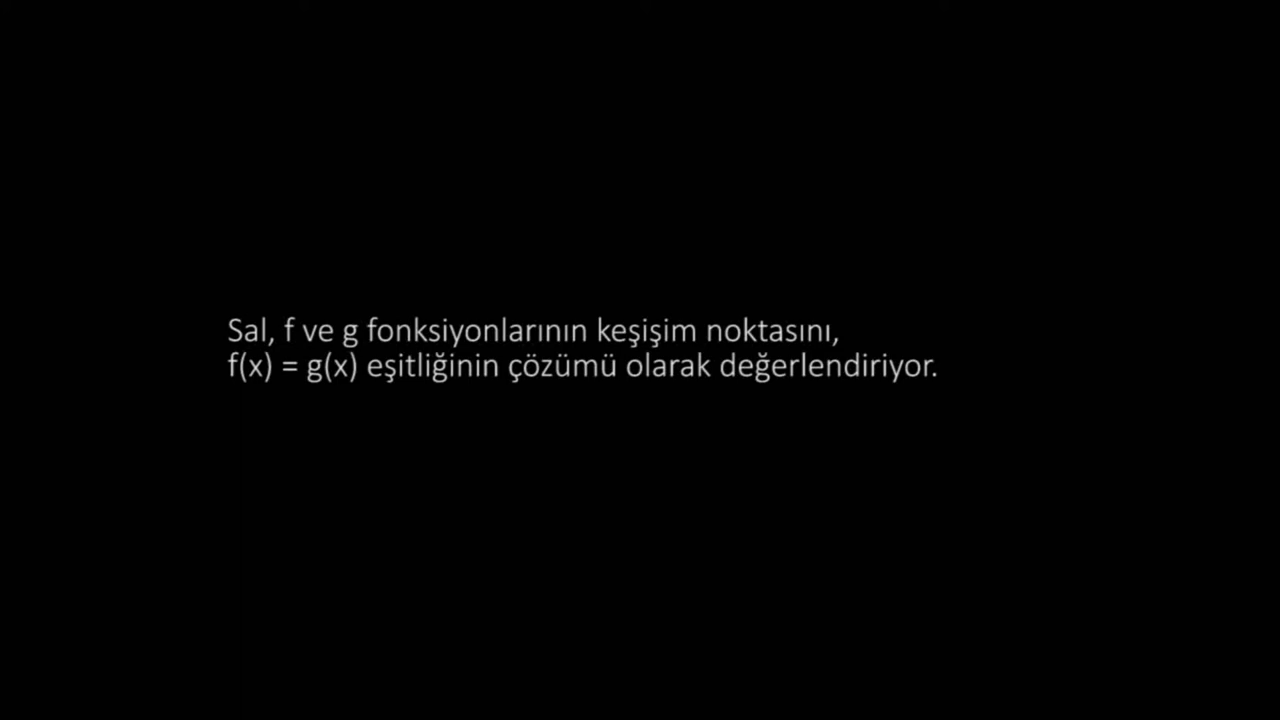 Sal, f ve g fonksiyonlarının keşişim noktasını,
f(x) = g(x) eşitliğinin çözümü olarak değerlendiriyor.